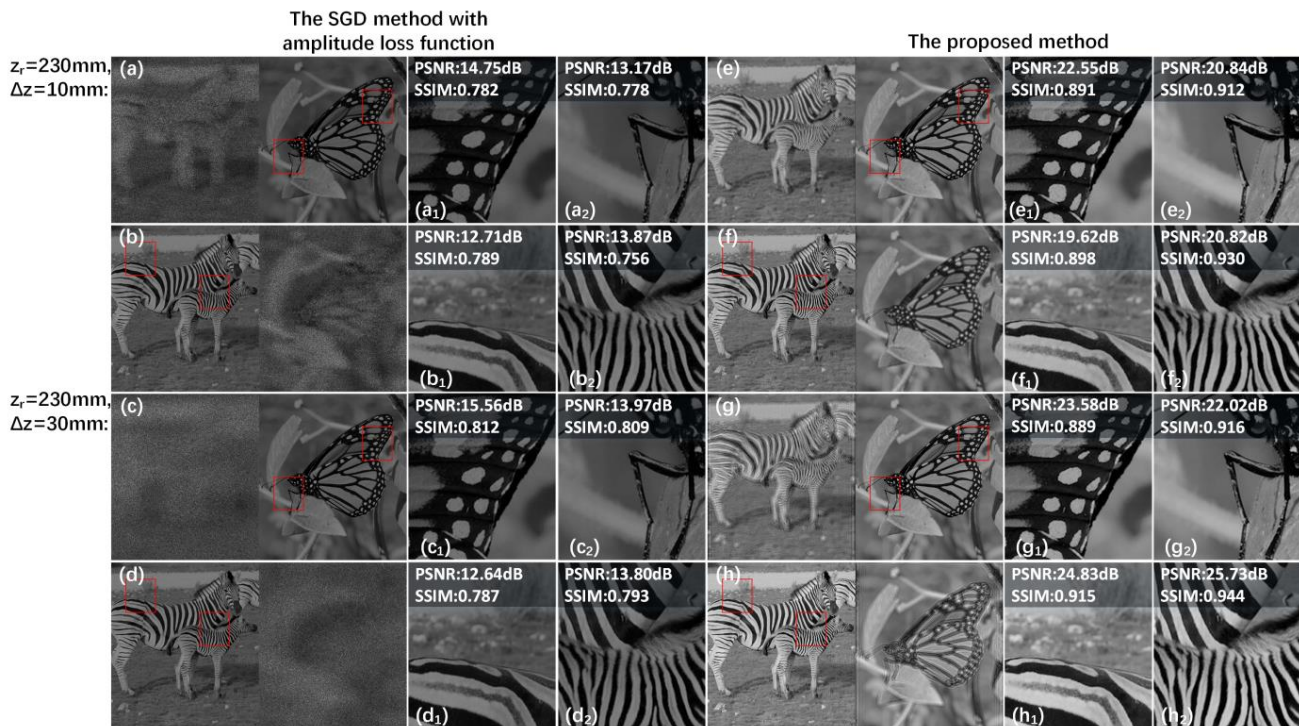 The SGD method with
amplitude loss function
The proposed method
zᵣ=230mm,
Δz=10mm:
(a)
PSNR:14.75dB
SSIM:0.782
(a₁)
PSNR:13.17dB
SSIM:0.778
(a₂)
(e)
PSNR:22.55dB
SSIM:0.891
(e₁)
PSNR:20.84dB
SSIM:0.912
(e₂)
(b)
PSNR:12.71dB
SSIM:0.789
(b₁)
PSNR:13.87dB
SSIM:0.756
(b₂)
(f)
PSNR:19.62dB
SSIM:0.898
(f₁)
PSNR:20.82dB
SSIM:0.930
(f₂)
zᵣ=230mm,
Δz=30mm:
(c)
PSNR:15.56dB
SSIM:0.812
(c₁)
PSNR:13.97dB
SSIM:0.809
(c₂)
(g)
PSNR:23.58dB
SSIM:0.889
(g₁)
PSNR:22.02dB
SSIM:0.916
(g₂)
(d)
PSNR:12.64dB
SSIM:0.787
(d₁)
PSNR:13.80dB
SSIM:0.793
(d₂)
(h)
PSNR:24.83dB
SSIM:0.915
(h₁)
PSNR:25.73dB
SSIM:0.944
(h₂)